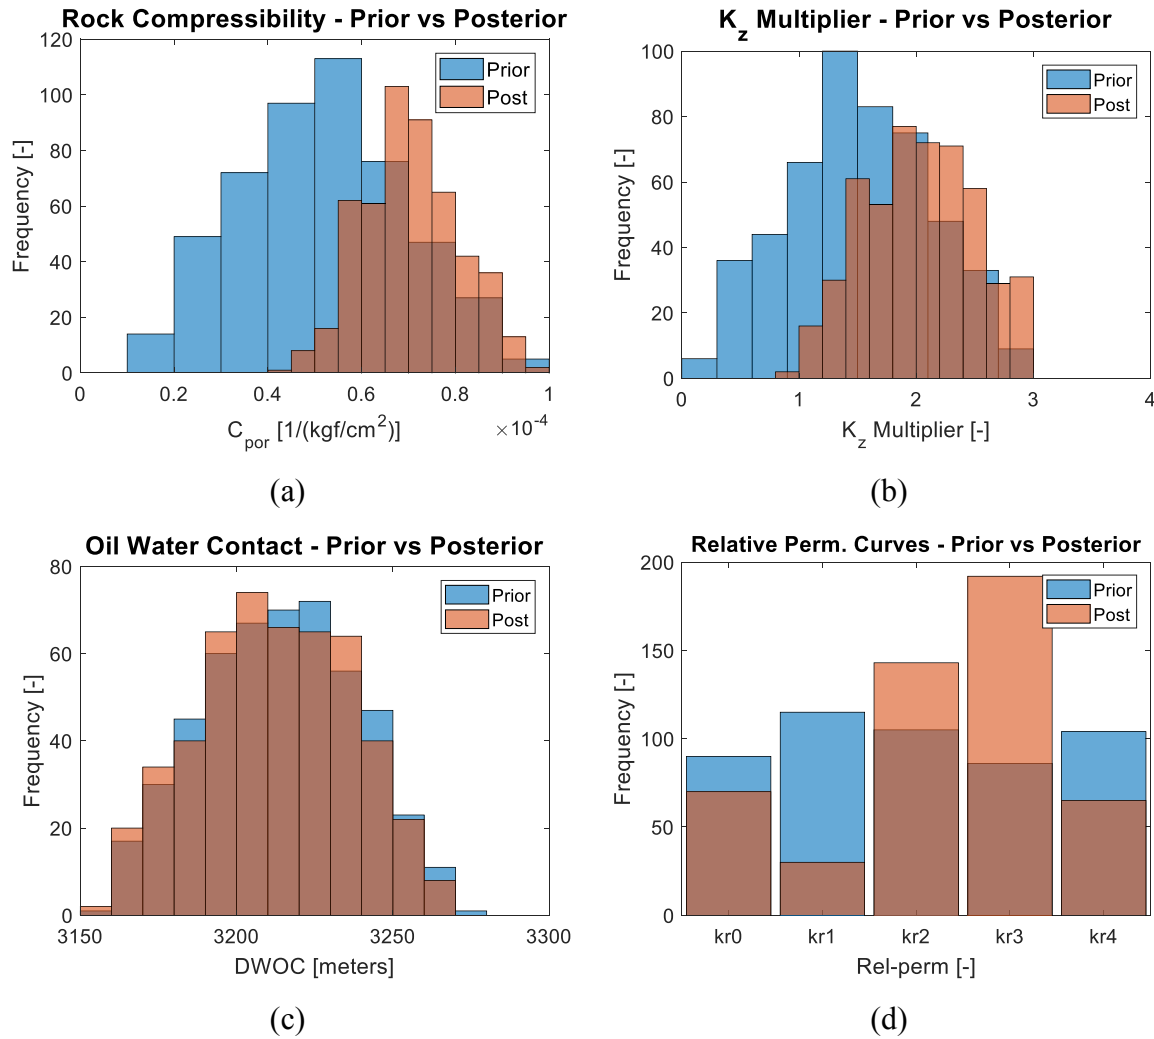 Rock Compressibility - Prior vs Posterior
120
100
80
60
40
20
0
Frequency [-]
Prior
Post
0 0.2 0.4 0.6 0.8 1
×10⁻⁴
C_por [1/(kgf/cm²)]
(a)
K_z Multiplier - Prior vs Posterior
100
80
60
40
20
0
Frequency [-]
Prior
Post
0 1 2 3 4
K_z Multiplier [-]
(b)
Oil Water Contact - Prior vs Posterior
80
60
40
20
0
Frequency [-]
Prior
Post
3150 3200 3250 3300
DWOC [meters]
(c)
Relative Perm. Curves - Prior vs Posterior
200
150
100
50
0
Frequency [-]
Prior
Post
kr0 kr1 kr2 kr3 kr4
Rel-perm [-]
(d)